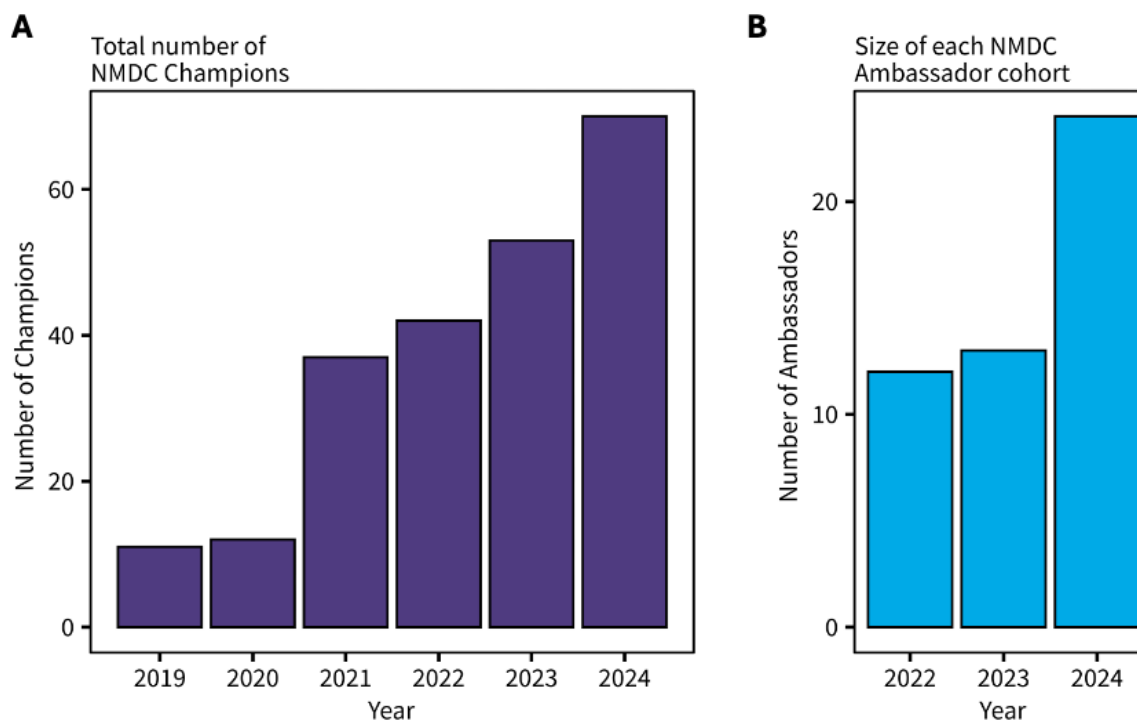 A
Total number of
NMDC Champions
Number of Champions
60
40
20
0
2019 2020 2021 2022 2023 2024
Year
B
Size of each NMDC
Ambassador cohort
Number of Ambassadors
20
10
0
2022 2023 2024
Year